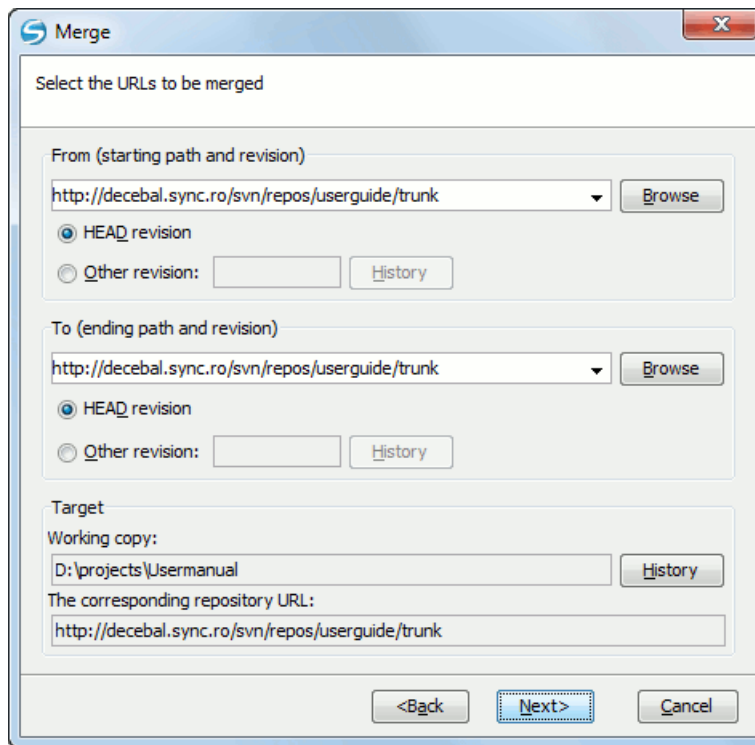 Merge
Select the URLs to be merged
From (starting path and revision)
http://decebal.sync.ro/svn/repos/userguide/trunk
Browse
HEAD revision
Other revision:
History
To (ending path and revision)
http://decebal.sync.ro/svn/repos/userguide/trunk
Browse
HEAD revision
Other revision:
History
Target
Working copy:
D:\projects\Usermanual
History
The corresponding repository URL:
http://decebal.sync.ro/svn/repos/userguide/trunk
<Back
Next>
Cancel